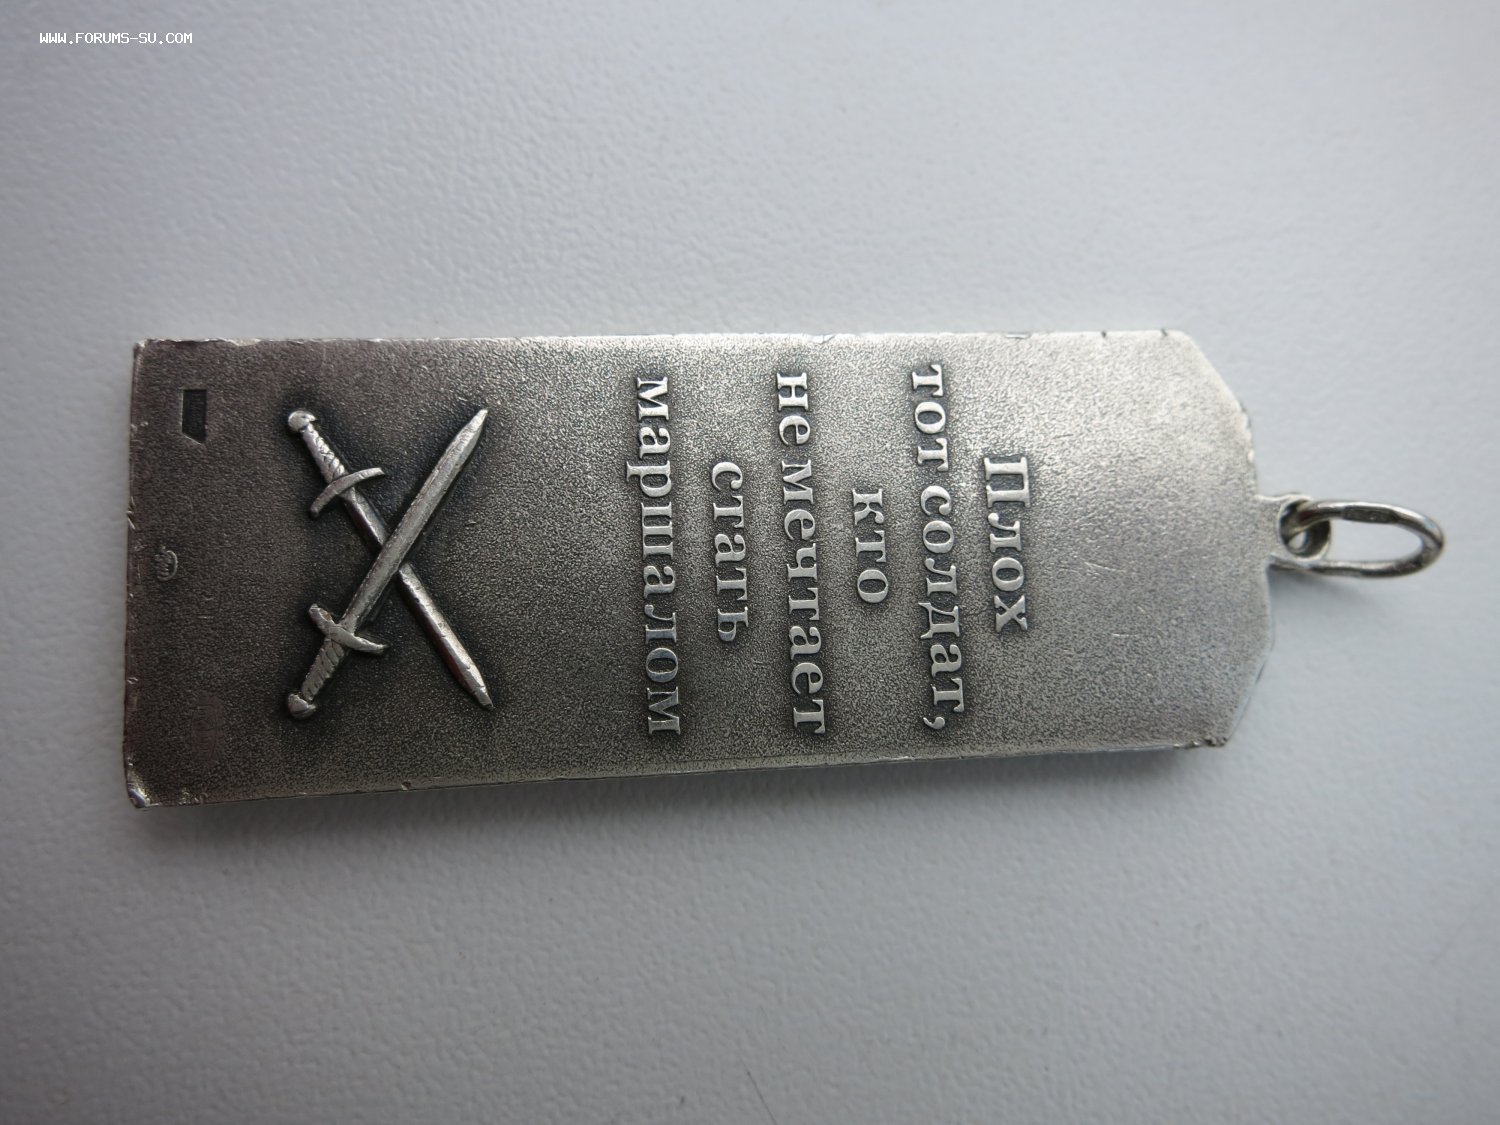 WWW.FORUMS-SU.COM
Плох
тот солдат,
кто
не мечтает
стать
маршалом